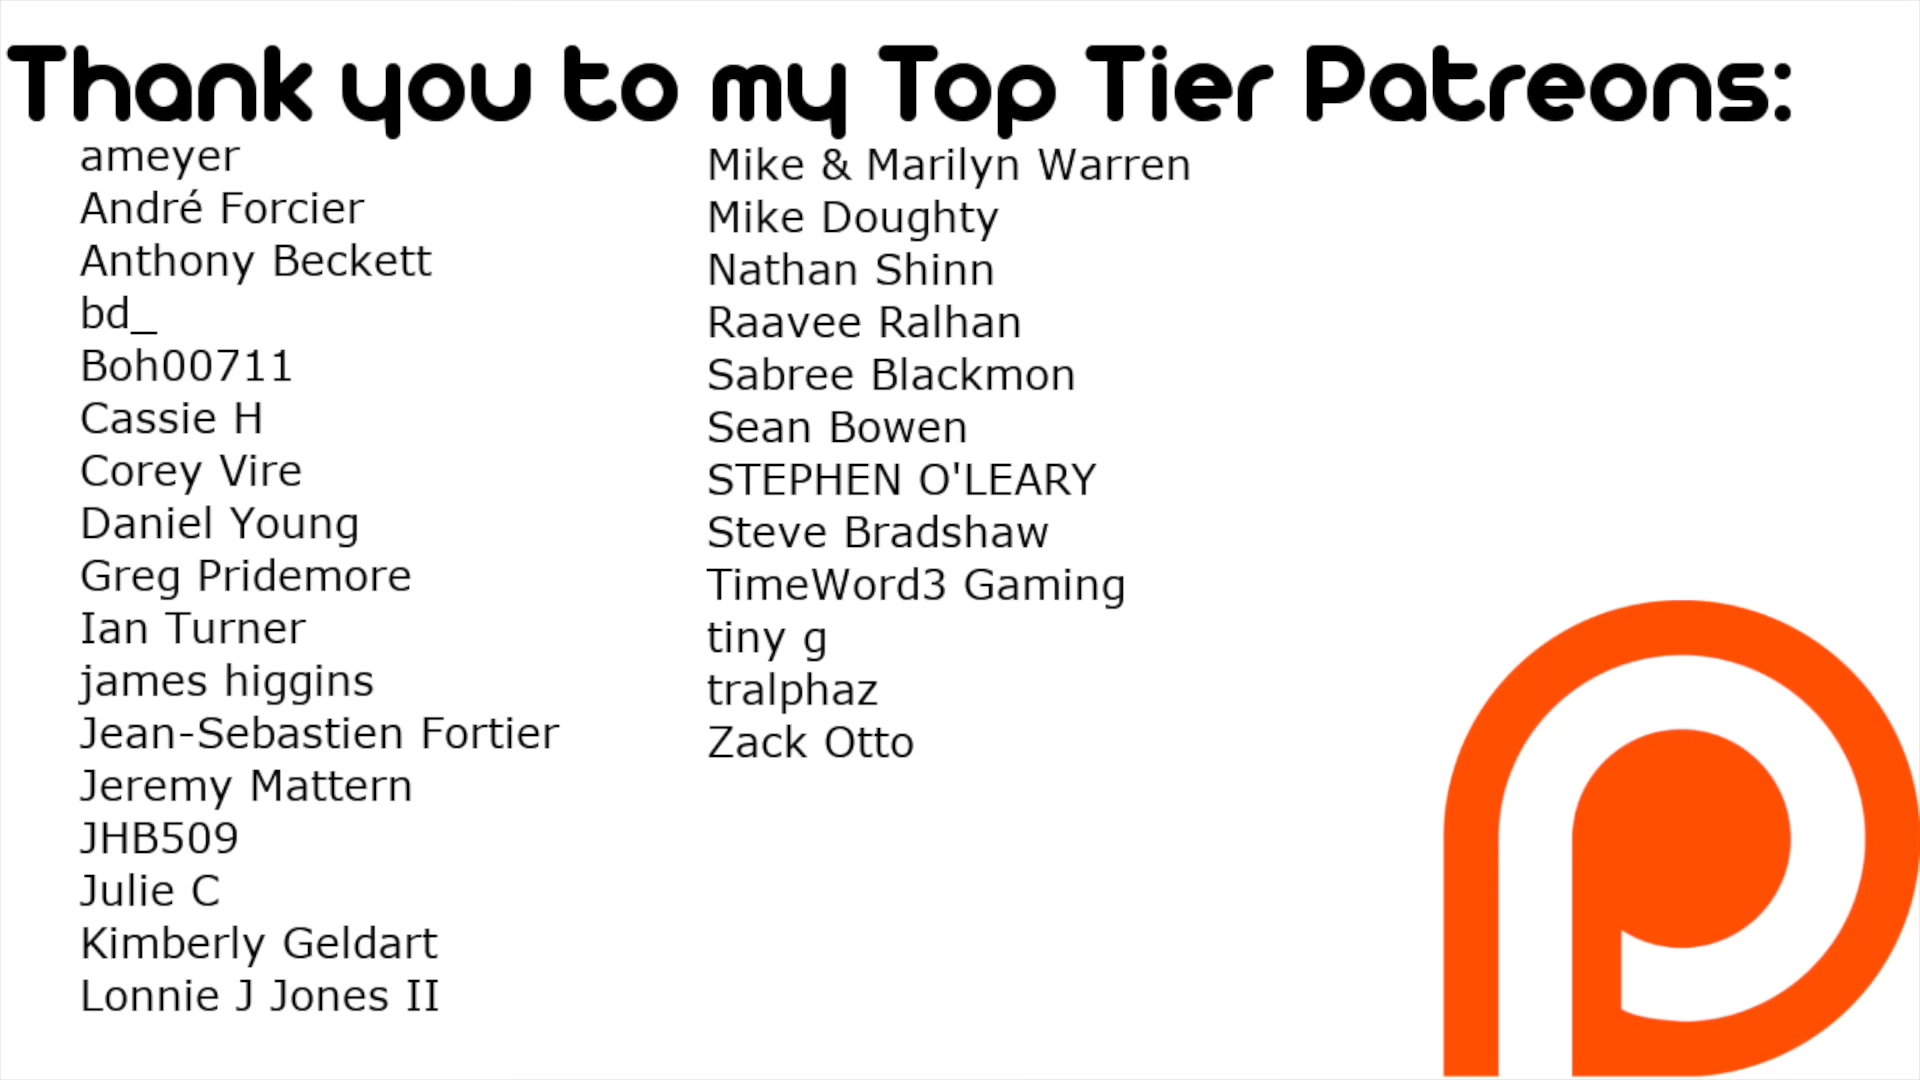 Thank you to my Top Tier Patreons:
ameyer
André Forcier
Anthony Beckett
bd_
Boh00711
Cassie H
Corey Vire
Daniel Young
Greg Pridemore
Ian Turner
james higgins
Jean-Sebastien Fortier
Jeremy Mattern
JHB509
Julie C
Kimberly Geldart
Lonnie J Jones II
Mike & Marilyn Warren
Mike Doughty
Nathan Shinn
Raavee Ralhan
Sabree Blackmon
Sean Bowen
STEPHEN O'LEARY
Steve Bradshaw
TimeWord3 Gaming
tiny g
tralphaz
Zack Otto